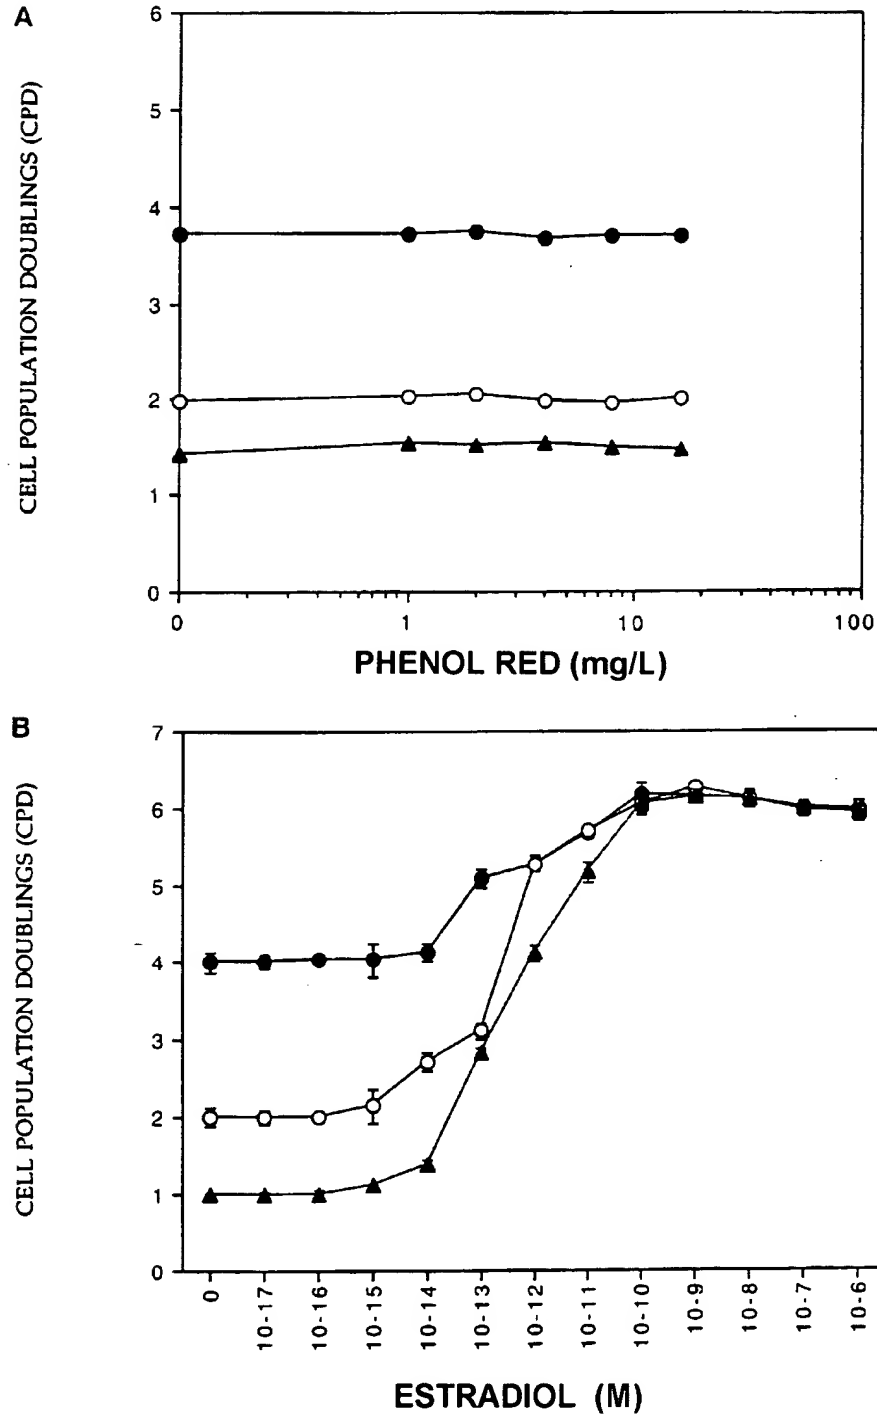 A
CELL POPULATION DOUBLINGS (CPD)
6
5
4
3
2
1
0
0 1 10 100
PHENOL RED (mg/L)
B
CELL POPULATION DOUBLINGS (CPD)
7
6
5
4
3
2
1
0
0 10-17 10-16 10-15 10-14 10-13 10-12 10-11 10-10 10-9 10-8 10-7 10-6
ESTRADIOL (M)